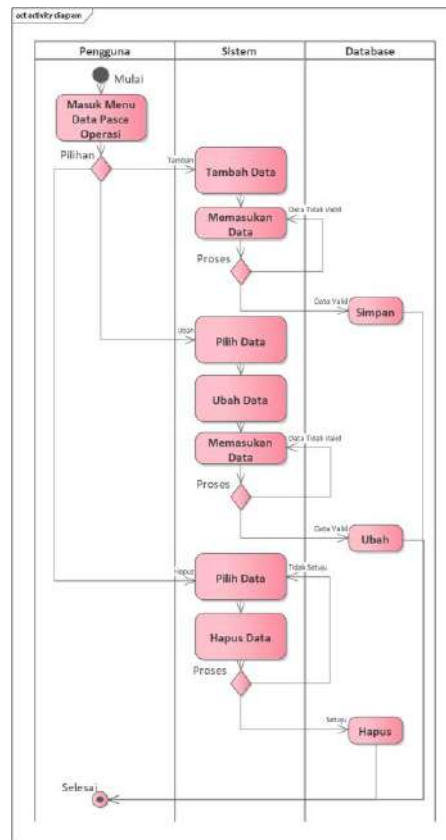 act activity diagram
Pengguna
Sistem
Database
Mulai
Masuk Menu
Data Pasca
Operasi
Pilihan
Tambah
Tambah Data
Memasukan
Data
Data Tidak Valid
Proses
Data Valid
Simpan
Ubah
Pilih Data
Ubah Data
Memasukan
Data
Data Tidak Valid
Proses
Data Valid
Ubah
Hapus
Pilih Data
Tidak Setuju
Hapus Data
Proses
Setuju
Hapus
Selesai